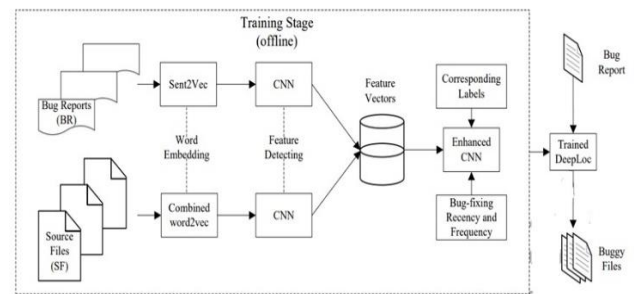 Training Stage
(offline)
Bug Reports
(BR)
Sent2Vec
CNN
Word
Embedding
Feature
Detecting
Source
Files
(SF)
Combined
word2vec
CNN
Feature
Vectors
Corresponding
Labels
Enhanced
CNN
Bug-fixing
Recency and
Frequency
Bug
Report
Trained
DeepLoc
Buggy
Files